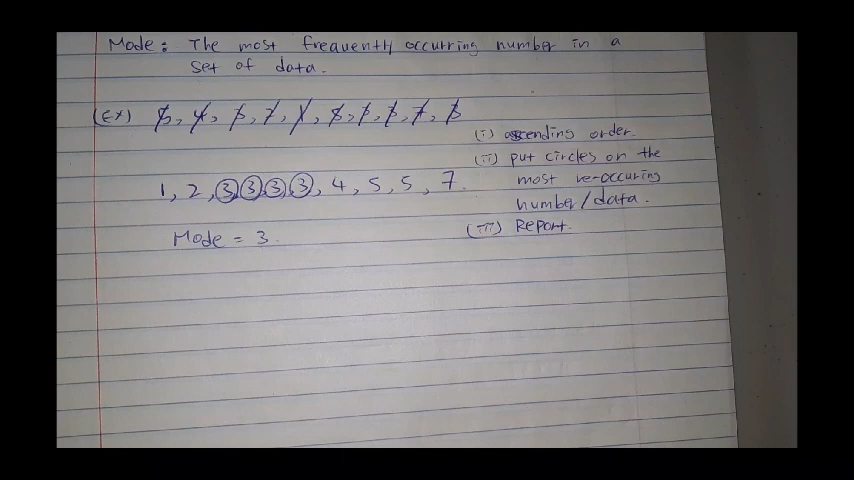 Mode: The most frequently occurring number in a
set of data.
(Ex)
(i) ascending order.
(ii) put circles on the
1, 2, 3, 3, 3, 3, 4, 5, 5, 7.
most re-occuring
number/data.
Mode = 3.
(iii) Report.